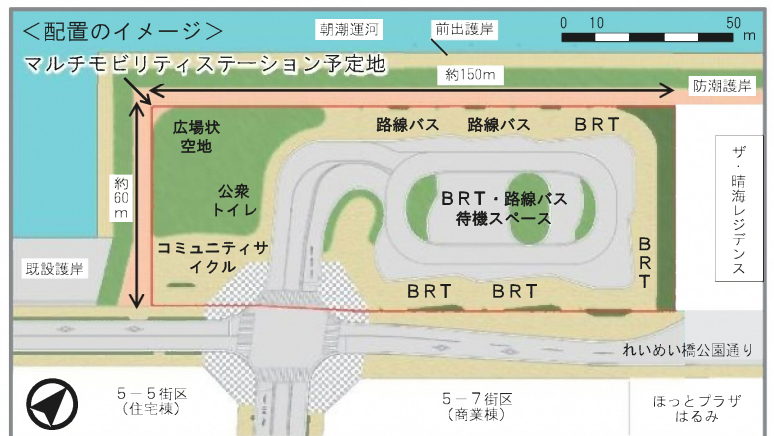 ＜配置のイメージ＞
朝潮運河
前出護岸
0 10 50 m
マルチモビリティステーション予定地
約150m
防潮護岸
広場状
空地
路線バス
路線バス
ＢＲＴ
約60m
公衆
トイレ
ＢＲＴ・路線バス
待機スペース
ザ・晴海レジデンス
コミュニティサ
イクル
既設護岸
ＢＲＴ
ＢＲＴ
ＢＲＴ
れいめい橋公園通り
５－５街区
（住宅棟）
５－７街区
（商業棟）
ほっとプラザ
はるみ